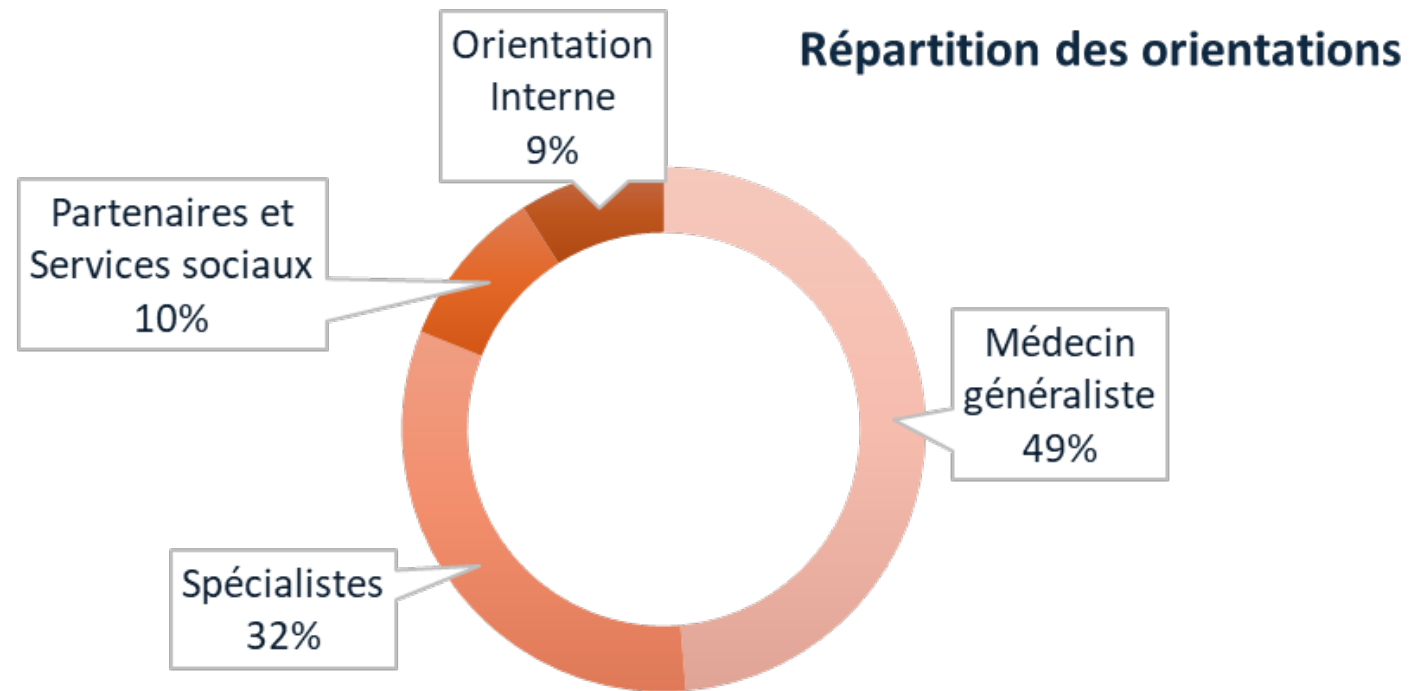 Répartition des orientations
Orientation
Interne
9%
Partenaires et
Services sociaux
10%
Médecin
généraliste
49%
Spécialistes
32%